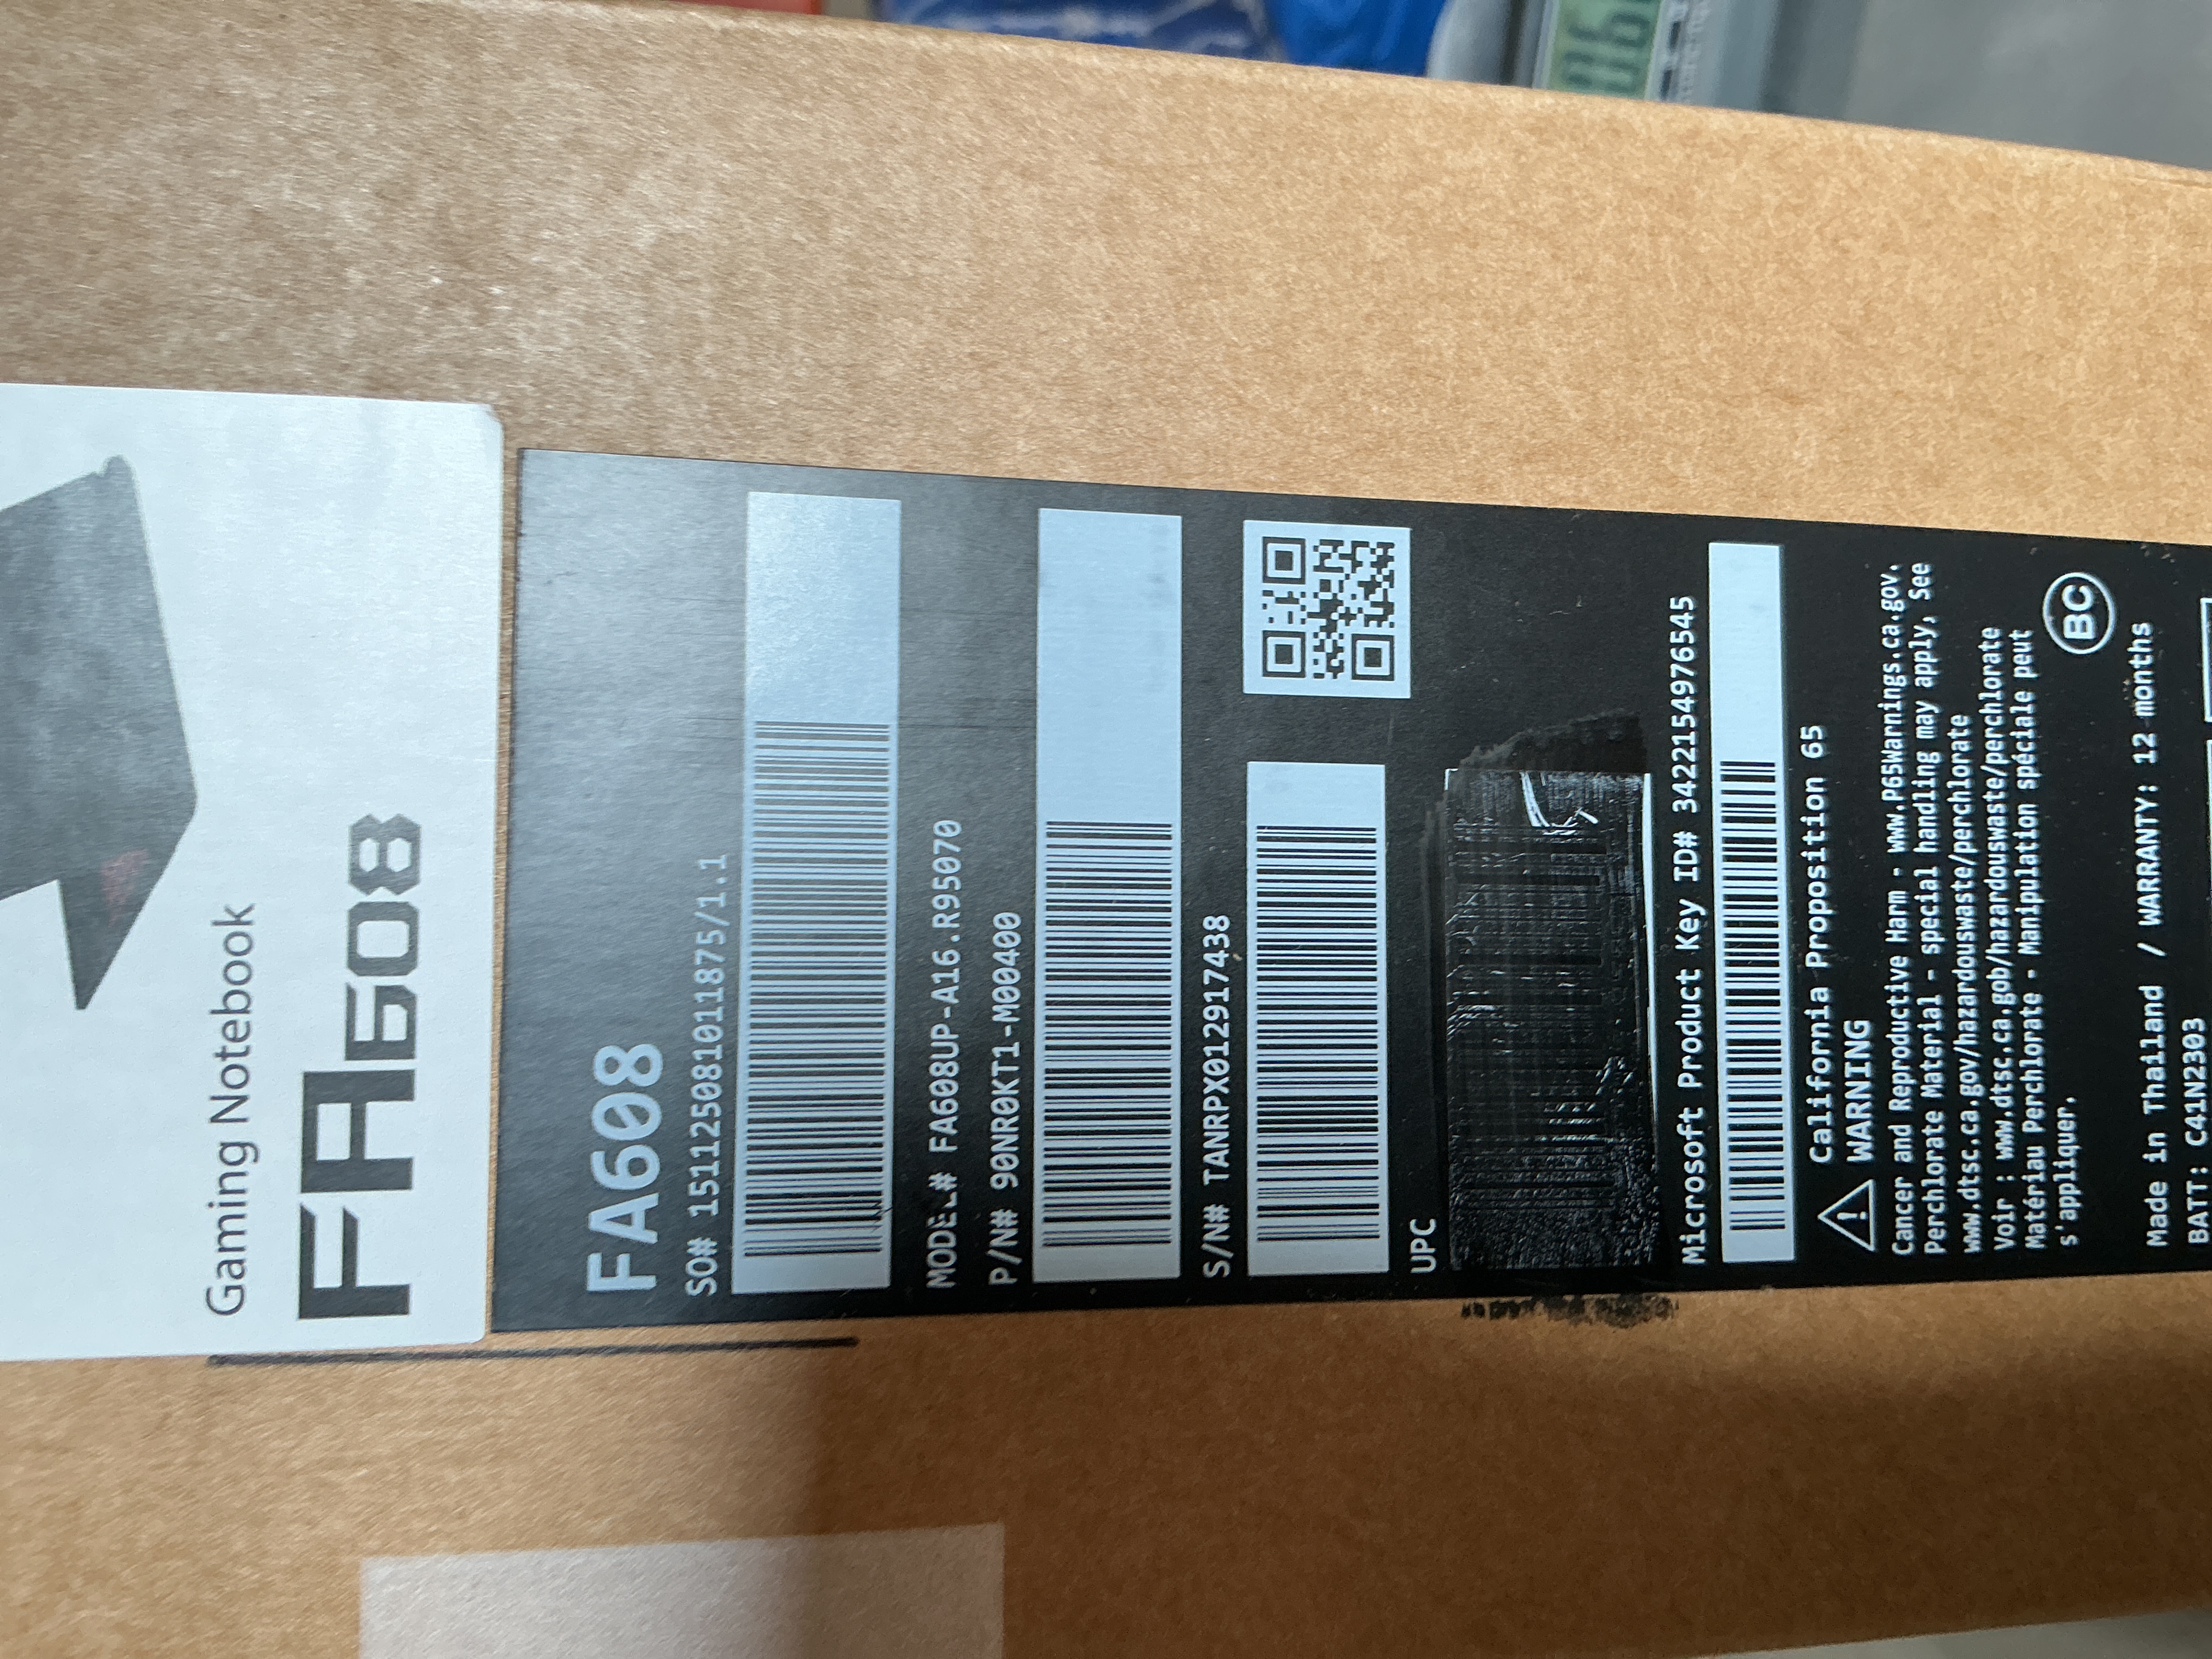 Gaming Notebook
FA608
FA608
SO# 1511250810118​75/1.1
MODEL# FA608UP-A16.R95070
P/N# 90NR0KT1-M00400
S/N# TANRPX012917438
UPC
Microsoft Product Key ID# 3422154976545
California Proposition 65
WARNING
Cancer and Reproductive Harm - www.P65Warnings.ca.gov.
Perchlorate Material - special handling may apply, See
www.dtsc.ca.gov/hazardouswaste/perchlorate
Voir : www.dtsc.ca.gob/hazardouswaste/perchlorate
Matériau Perchlorate - Manipulation spéciale peut
s'appliquer.
BC
Made in Thailand / WARRANTY: 12 months
BATT: C41N2303